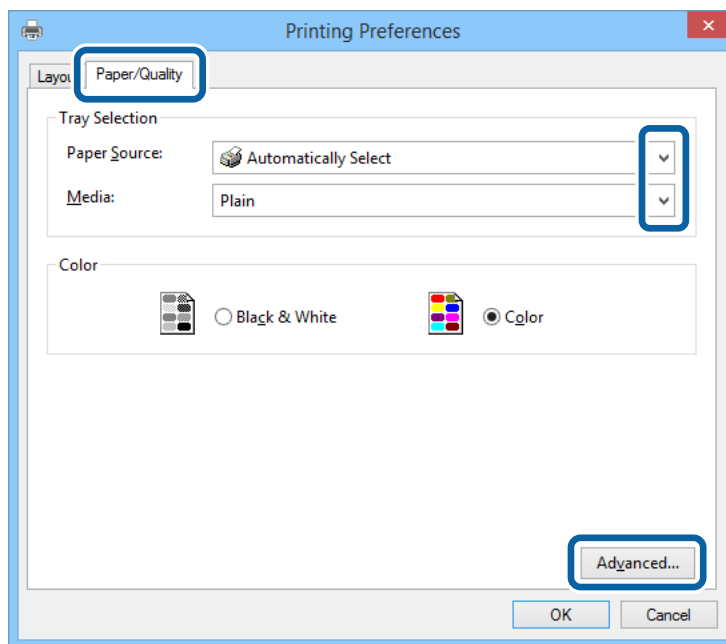 Printing Preferences
Layou
Paper/Quality
Tray Selection
Paper Source:
Automatically Select
Media:
Plain
Color
Black & White
Color
Advanced...
OK
Cancel